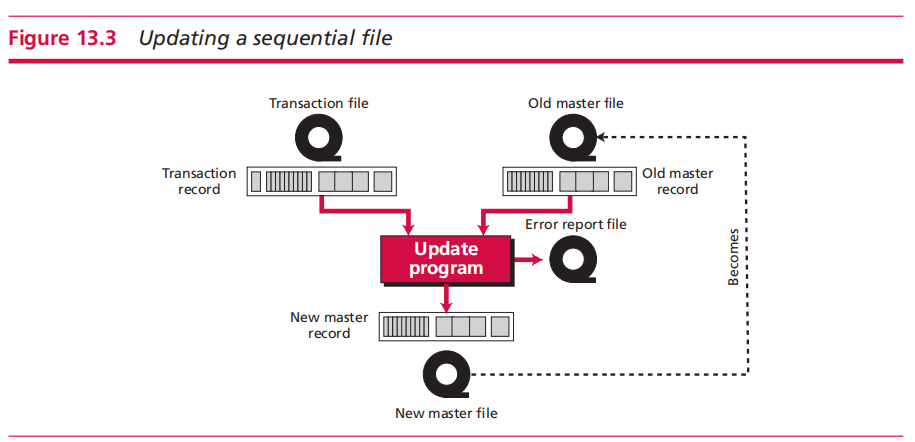 Figure 13.3 Updating a sequential file
Transaction file
Old master file
Transaction
record
Old master
record
Error report file
Update
program
Becomes
New master
record
New master file